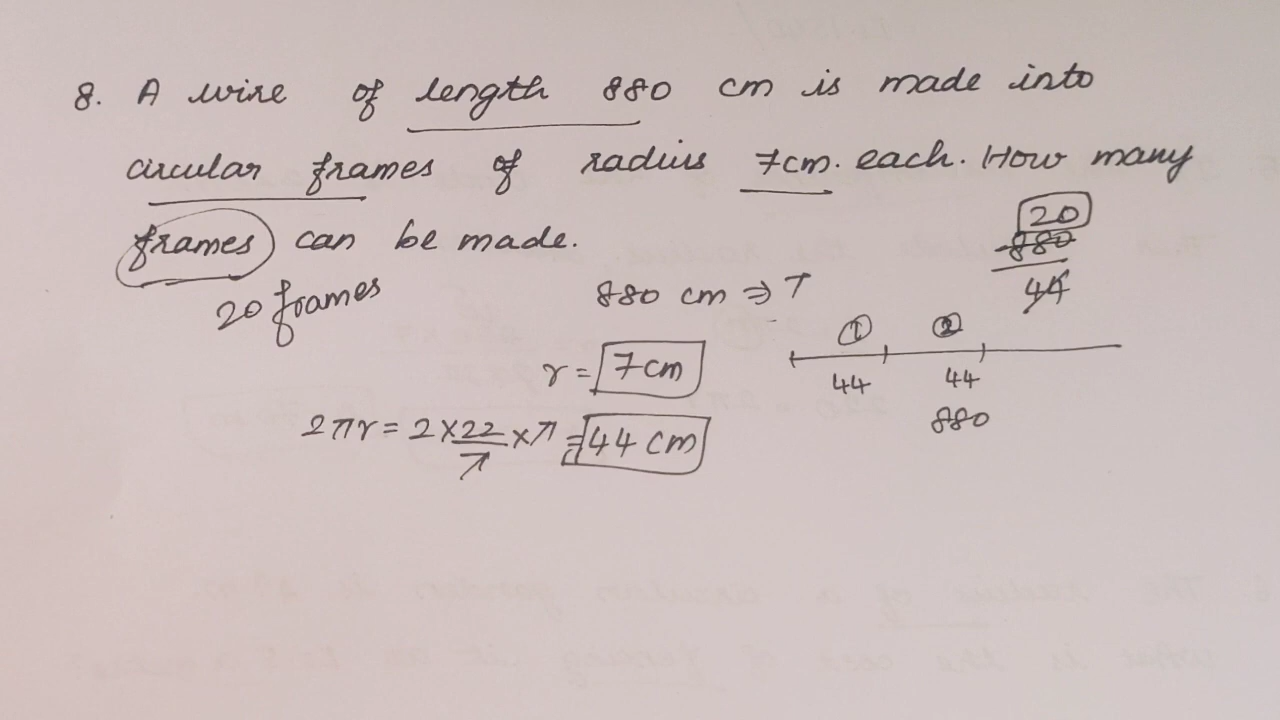 8. A wire of length 880 cm is made into
circular frames of radius 7cm. each. How many
frames can be made.
20 frames
880 cm ⇒ T
r = 7cm
2πr = 2 × 22/7 × 7 = 44 cm
20
880
44
① ②
44 44
880